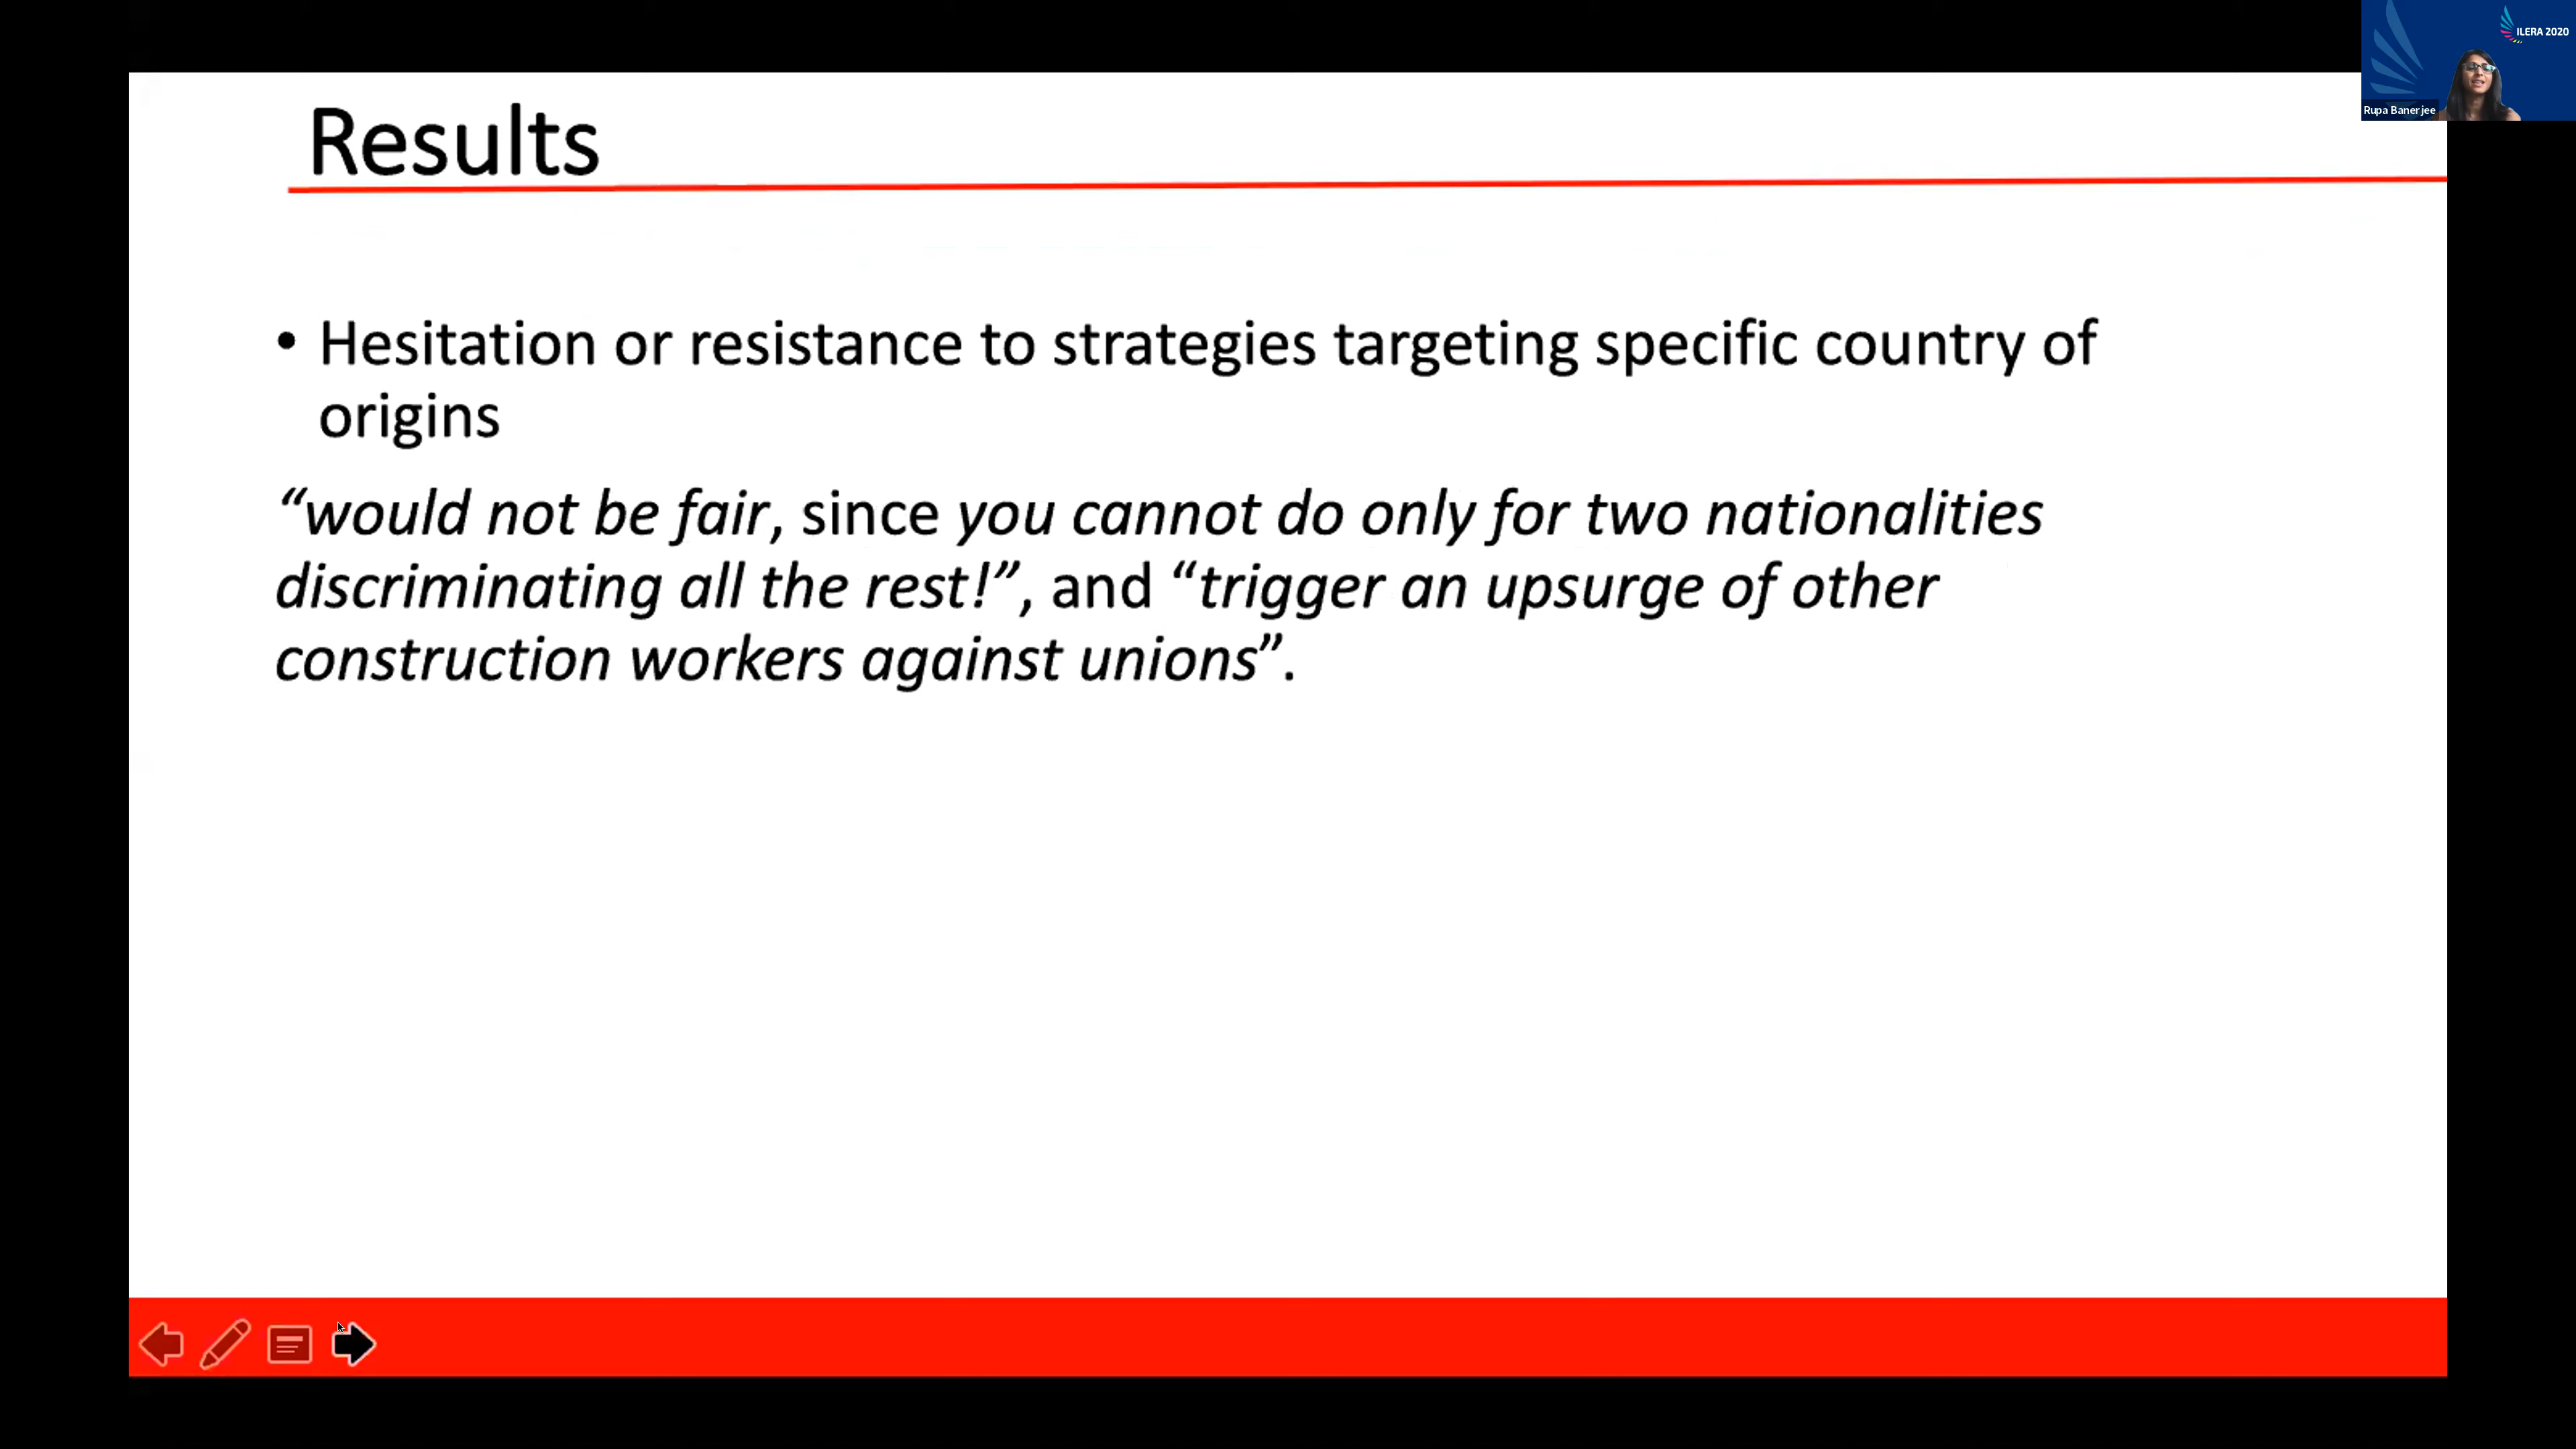 ILERA 2020
Rupa Banerjee
Results
• Hesitation or resistance to strategies targeting specific country of
origins
“would not be fair, since you cannot do only for two nationalities
discriminating all the rest!”, and “trigger an upsurge of other
construction workers against unions”.